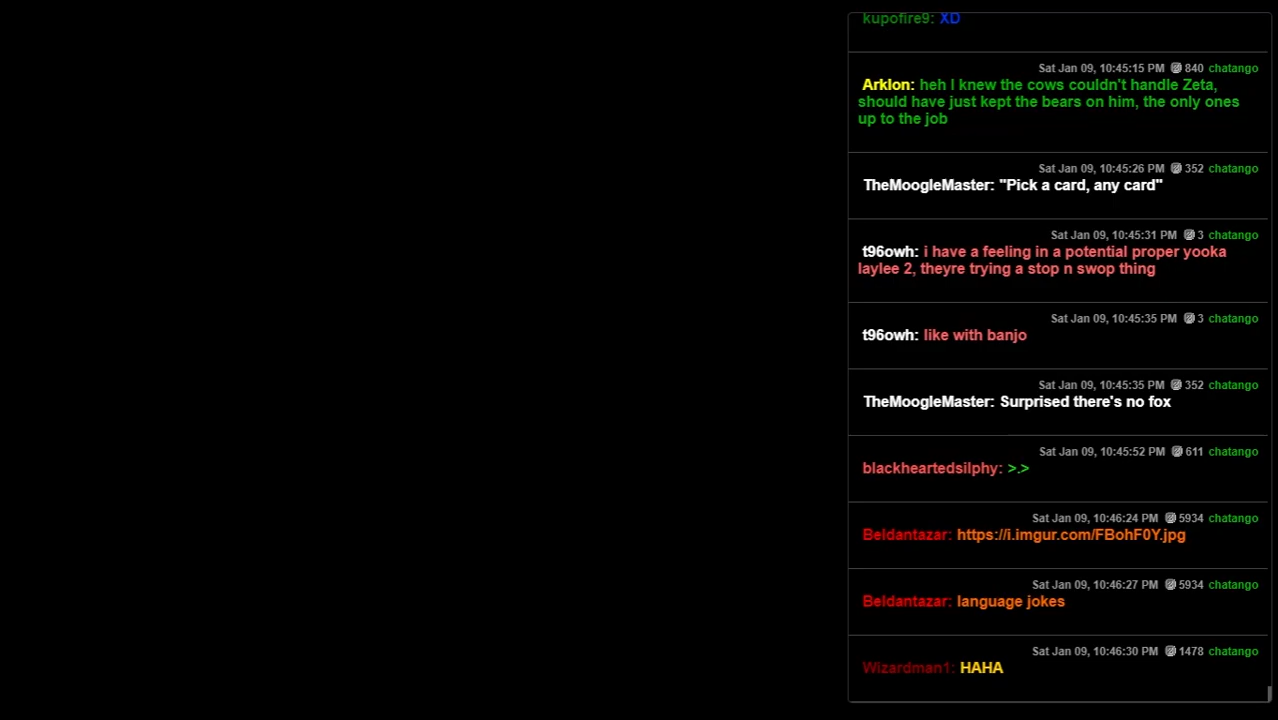 kupofire9: XD
Sat Jan 09, 10:45:15 PM 840 chatango
Arklon: heh I knew the cows couldn't handle Zeta,
should have just kept the bears on him, the only ones
up to the job
Sat Jan 09, 10:45:26 PM 352 chatango
TheMoogleMaster: "Pick a card, any card"
Sat Jan 09, 10:45:31 PM 3 chatango
t96owh: i have a feeling in a potential proper yooka
laylee 2, theyre trying a stop n swop thing
Sat Jan 09, 10:45:35 PM 3 chatango
t96owh: like with banjo
Sat Jan 09, 10:45:35 PM 352 chatango
TheMoogleMaster: Surprised there's no fox
Sat Jan 09, 10:45:52 PM 611 chatango
blackheartedsilphy: >.>
Sat Jan 09, 10:46:24 PM 5934 chatango
Beldantazar: https://i.imgur.com/FBohF0Y.jpg
Sat Jan 09, 10:46:27 PM 5934 chatango
Beldantazar: language jokes
Sat Jan 09, 10:46:30 PM 1478 chatango
Wizardman1: HAHA